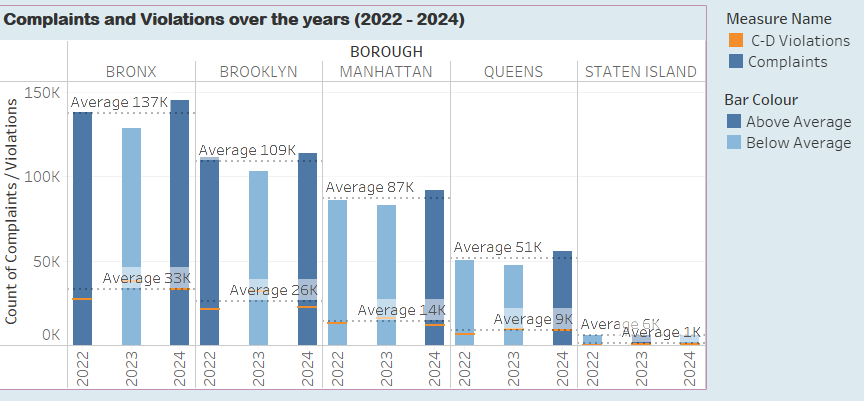 Complaints and Violations over the years (2022 - 2024)
BOROUGH
BRONX
BROOKLYN
MANHATTAN
QUEENS
STATEN ISLAND
Count of Complaints / Violations
150K
100K
50K
0K
Average 137K
Average 33K
Average 109K
Average 26K
Average 87K
Average 14K
Average 51K
Average 9K
Average 6K
Average 1K
2022
2023
2024
2022
2023
2024
2022
2023
2024
2022
2023
2024
2022
2023
2024
Measure Name
C-D Violations
Complaints
Bar Colour
Above Average
Below Average